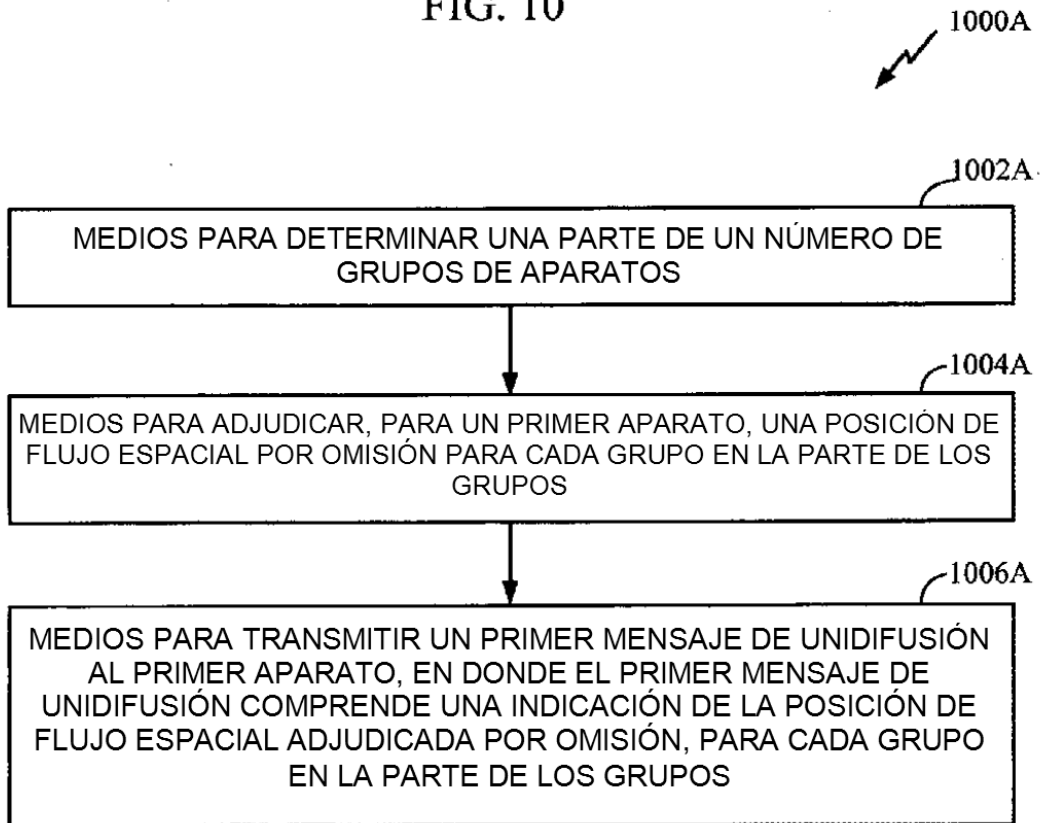 FIG. 10
1000A
1002A
MEDIOS PARA DETERMINAR UNA PARTE DE UN NÚMERO DE
GRUPOS DE APARATOS
1004A
MEDIOS PARA ADJUDICAR, PARA UN PRIMER APARATO, UNA POSICIÓN DE
FLUJO ESPACIAL POR OMISIÓN PARA CADA GRUPO EN LA PARTE DE LOS
GRUPOS
1006A
MEDIOS PARA TRANSMITIR UN PRIMER MENSAJE DE UNIDIFUSIÓN
AL PRIMER APARATO, EN DONDE EL PRIMER MENSAJE DE
UNIDIFUSIÓN COMPRENDE UNA INDICACIÓN DE LA POSICIÓN DE
FLUJO ESPACIAL ADJUDICADA POR OMISIÓN, PARA CADA GRUPO
EN LA PARTE DE LOS GRUPOS